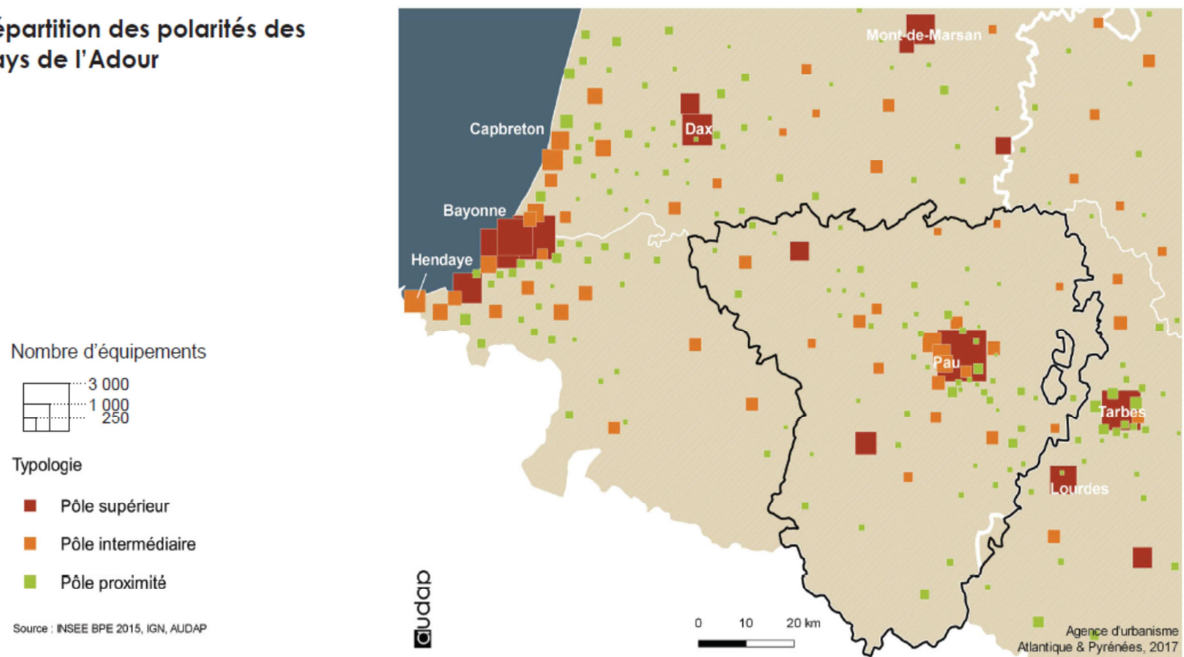 épartition des polarités des
ays de l'Adour
Mont-de-Marsan
Capbreton
Dax
Bayonne
Hendaye
Pau
Tarbes
Lourdes
Nombre d'équipements
3 000
1 000
250
Typologie
Pôle supérieur
Pôle intermédiaire
Pôle proximité
Source : INSEE BPE 2015, IGN, AUDAP
audap
0 10 20 km
Agence d'urbanisme
Atlantique & Pyrénées, 2017